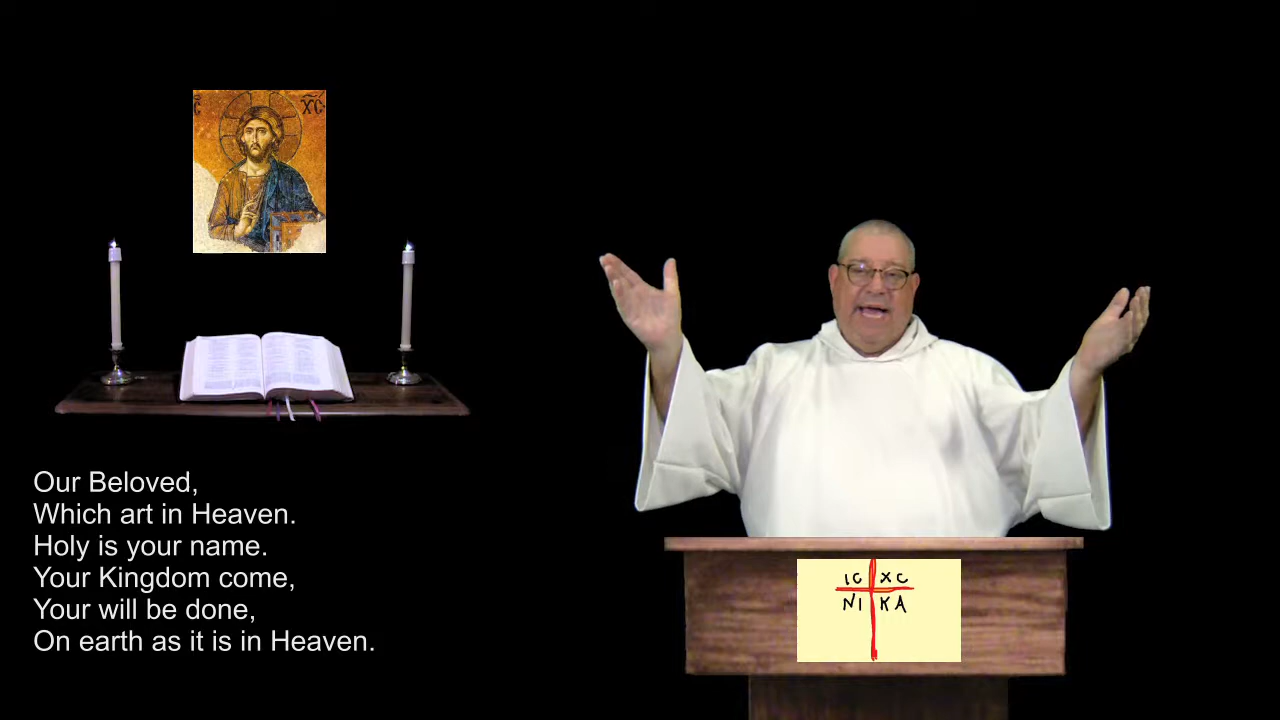 C XC
Our Beloved,
Which art in Heaven.
Holy is your name.
Your Kingdom come,
Your will be done,
On earth as it is in Heaven.
IC XC
NI KA